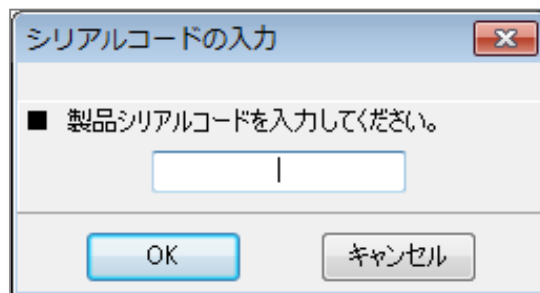 シリアルコードの入力
■ 製品シリアルコードを入力してください。
OK キャンセル